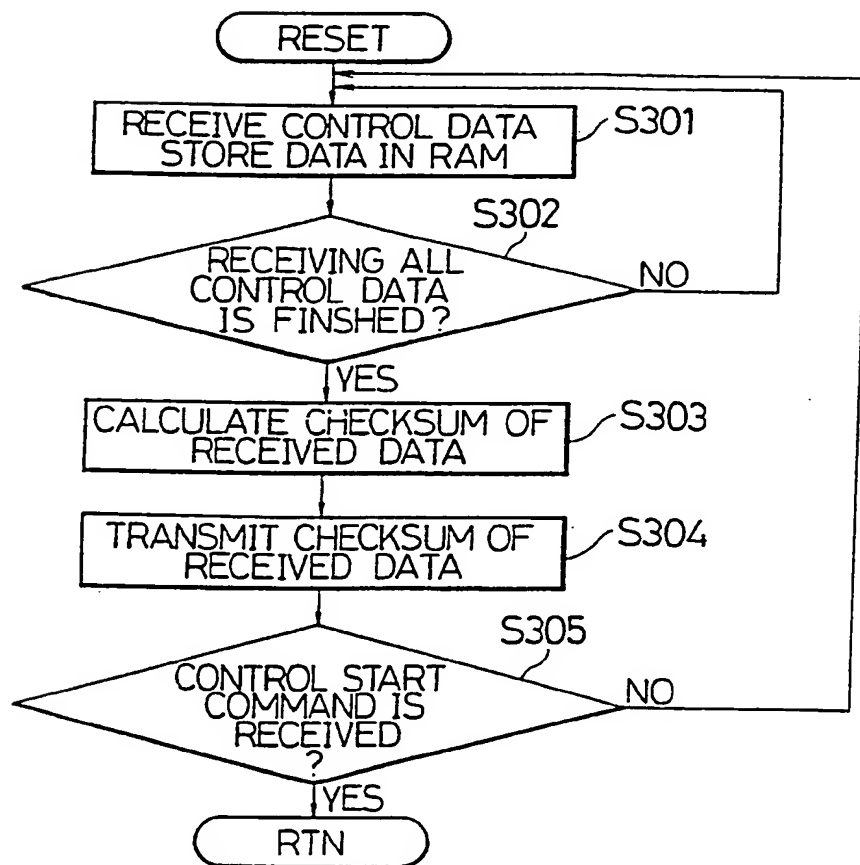 RESET
RECEIVE CONTROL DATA
STORE DATA IN RAM
S301
S302
RECEIVING ALL
CONTROL DATA
IS FINSHED?
NO
YES
CALCULATE CHECKSUM OF
RECEIVED DATA
S303
TRANSMIT CHECKSUM OF
RECEIVED DATA
S304
S305
CONTROL START
COMMAND IS
RECEIVED
?
NO
YES
RTN